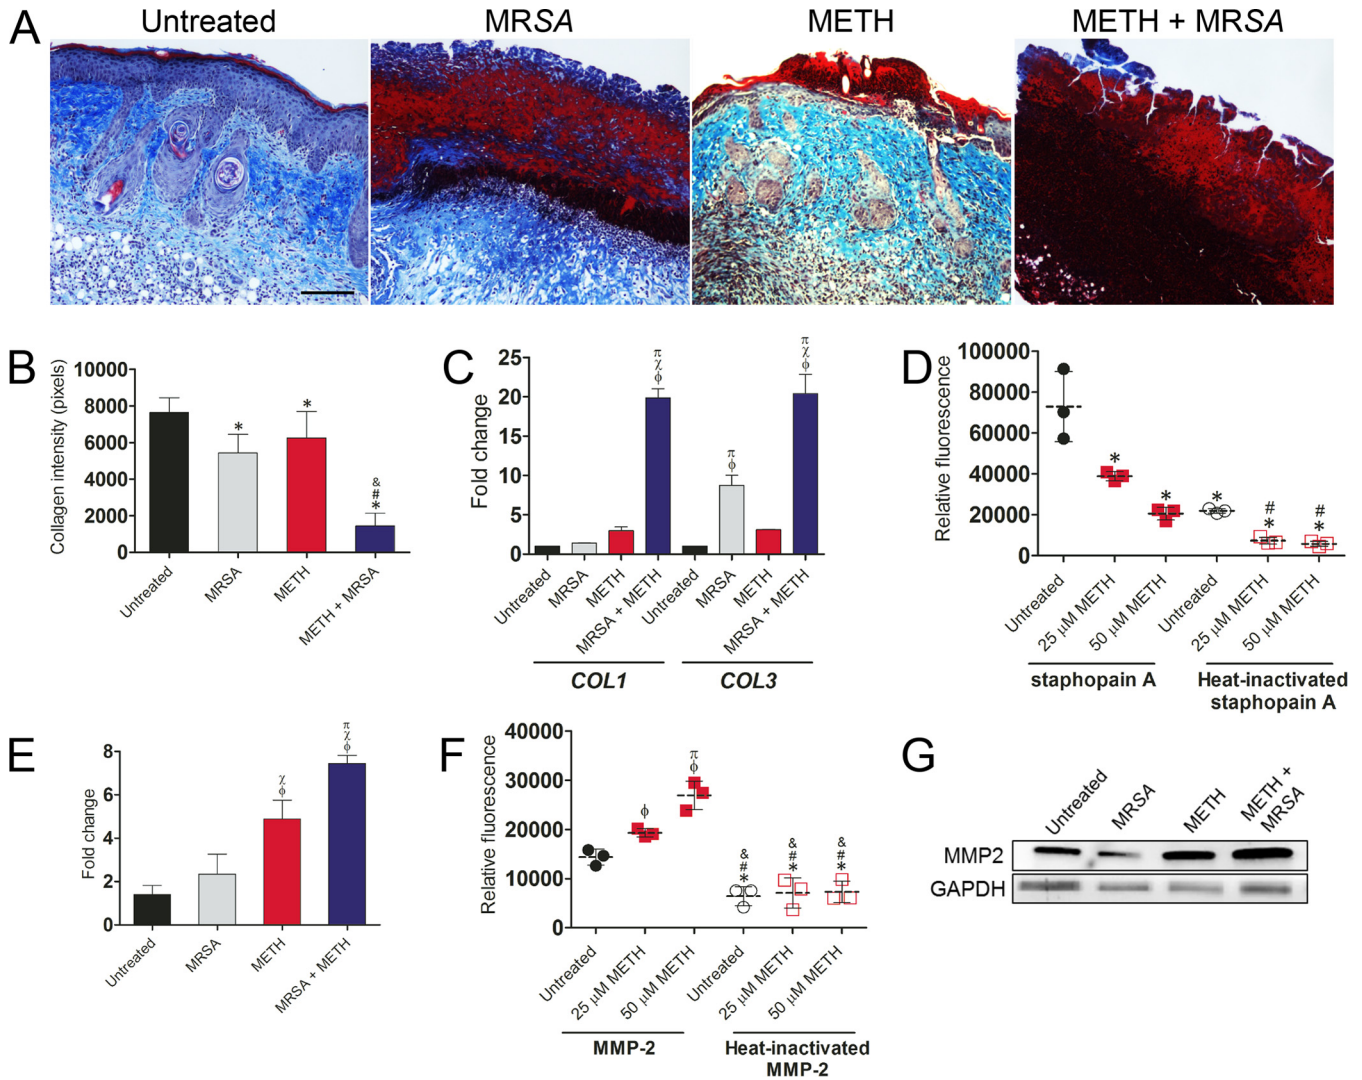 A
Untreated
MRSA
METH
METH + MRSA
B
Collagen intensity (pixels)
10000
8000
6000
4000
2000
0
*
*
&
#
*
Untreated
MRSA
METH
METH + MRSA
C
Fold change
25
20
15
10
5
0
π
χ
ϕ
π
ϕ
π
χ
ϕ
Untreated
MRSA
METH
MRSA + METH
Untreated
MRSA
METH
MRSA + METH
COL1
COL3
D
Relative fluorescence
100000
80000
60000
40000
20000
0
*
*
*
#
*
#
*
Untreated
25 μM METH
50 μM METH
Untreated
25 μM METH
50 μM METH
staphopain A
Heat-inactivated
staphopain A
E
Fold change
8
6
4
2
0
χ
ϕ
π
χ
ϕ
Untreated
MRSA
METH
MRSA + METH
F
Relative fluorescence
40000
30000
20000
10000
0
ϕ
π
ϕ
&
#
*
&
#
*
&
#
*
Untreated
25 μM METH
50 μM METH
Untreated
25 μM METH
50 μM METH
MMP-2
Heat-inactivated
MMP-2
G
Untreated
MRSA
METH
METH +
MRSA
MMP2
GAPDH